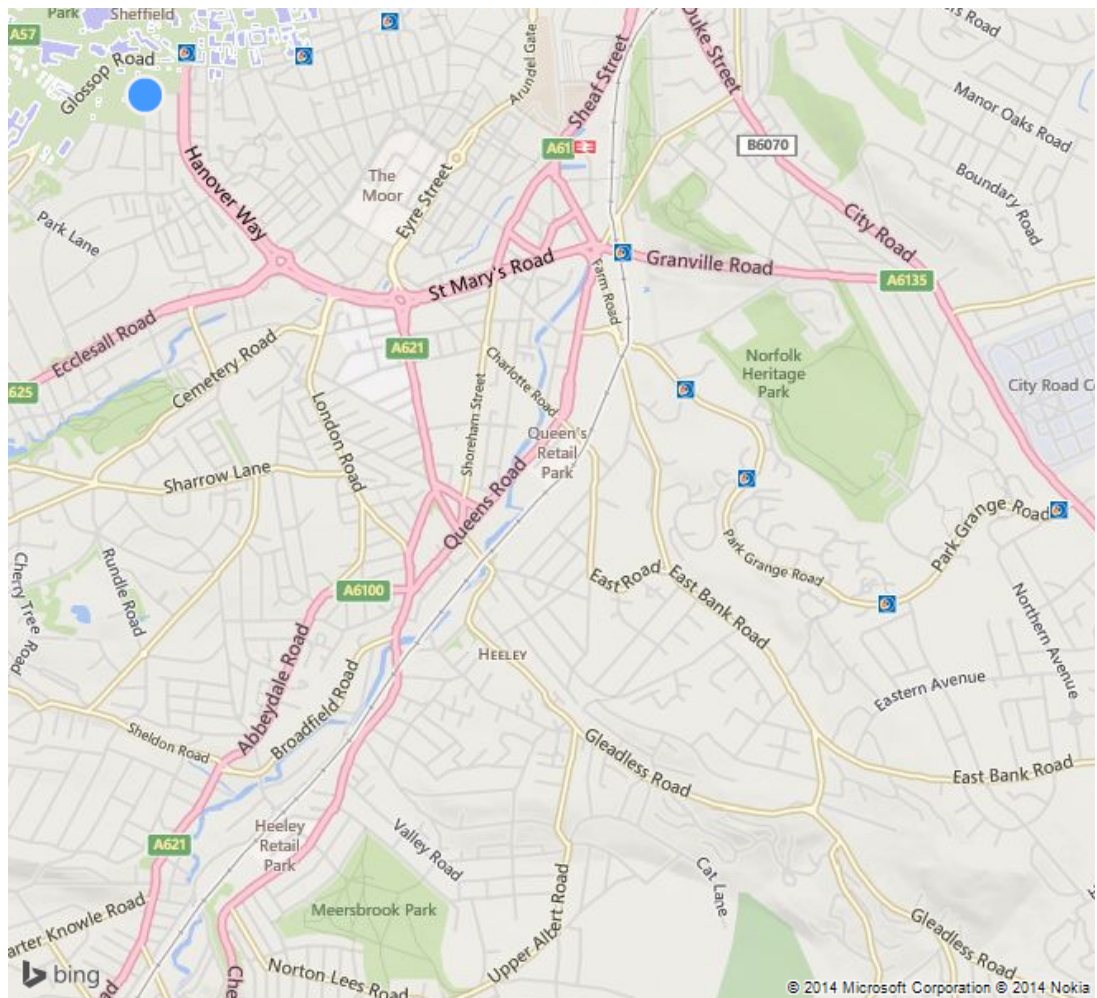 Park
Sheffield
A57
Glossop Road
Arundel Gate
Sheaf Street
Duke Street
Manor Oaks Road
A61
B6070
The
Moor
Hanover Way
Eyre Street
Boundary Road
Park Lane
City Road
St Mary's Road
Granville Road
A6135
Farm Road
Ecclesall Road
A621
Cemetery Road
Charlotte Road
Norfolk
Heritage
Park
625
London Road
Shoreham Street
City Road C
Queen's
Retail
Park
Sharrow Lane
Queens Road
Park Grange Road
Park Grange Road
Cherry Tree
Road
Rundle Road
A6100
East Road
East Bank Road
Northern Avenue
HEELEY
Eastern Avenue
Abbeydale Road
Broadfield Road
Sheldon Road
Gleadless Road
East Bank Road
Heeley
Retail
Park
A621
Valley Road
Cat Lane
Meersbrook Park
Upper Albert Road
arter Knowle Road
Gleadless Road
Norton Lees Road
Che
ad
bing
© 2014 Microsoft Corporation © 2014 Nokia